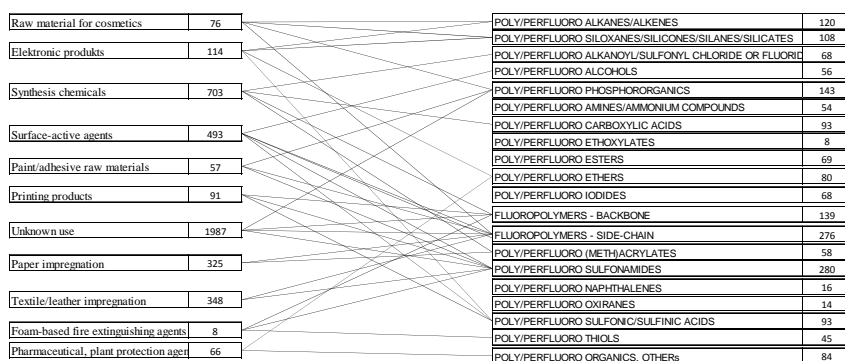 Raw material for cosmetics 76
Elektronic produkts 114
Synthesis chemicals 703
Surface-active agents 493
Paint/adhesive raw materials 57
Printing products 91
Unknown use 1987
Paper impregnation 325
Textile/leather impregnation 348
Foam-based fire extinguishing agents 8
Pharmaceutical, plant protection agen 66
POLY/PERFLUORO ALKANES/ALKENES 120
POLY/PERFLUORO SILOXANES/SILICONES/SILANES/SILICATES 108
POLY/PERFLUORO ALKANOYL/SULFONYL CHLORIDE OR FLUORID 68
POLY/PERFLUORO ALCOHOLS 56
POLY/PERFLUORO PHOSPHORORGANICS 143
POLY/PERFLUORO AMINES/AMMONIUM COMPOUNDS 54
POLY/PERFLUORO CARBOXYLIC ACIDS 93
POLY/PERFLUORO ETHOXYLATES 8
POLY/PERFLUORO ESTERS 69
POLY/PERFLUORO ETHERS 80
POLY/PERFLUORO IODIDES 68
FLUOROPOLYMERS - BACKBONE 139
FLUOROPOLYMERS - SIDE-CHAIN 276
POLY/PERFLUORO (METH)ACRYLATES 58
POLY/PERFLUORO SULFONAMIDES 280
POLY/PERFLUORO NAPHTHALENES 16
POLY/PERFLUORO OXIRANES 14
POLY/PERFLUORO SULFONIC/SULFINIC ACIDS 93
POLY/PERFLUORO THIOLS 45
POLY/PERFLUORO ORGANICS, OTHERs 84